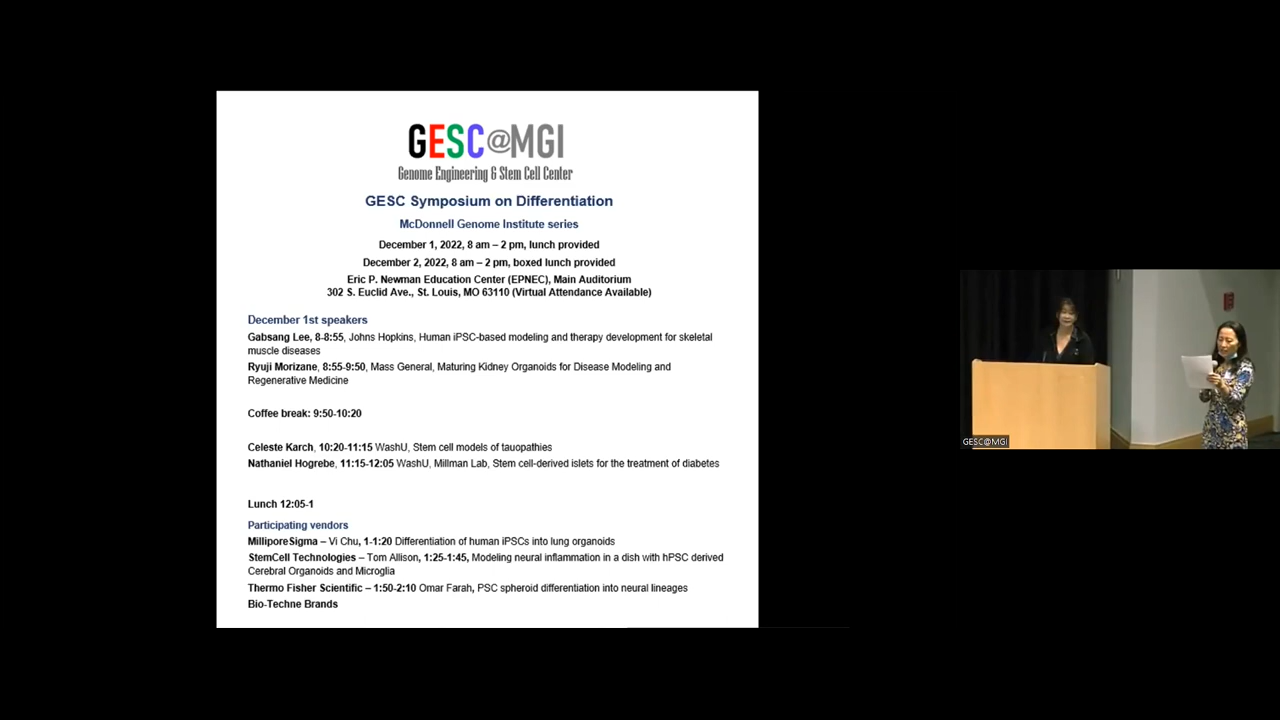 GESC@MGI
Genome Engineering & Stem Cell Center
GESC Symposium on Differentiation
McDonnell Genome Institute series
December 1, 2022, 8 am – 2 pm, lunch provided
December 2, 2022, 8 am – 2 pm, boxed lunch provided
Eric P. Newman Education Center (EPNEC), Main Auditorium
302 S. Euclid Ave., St. Louis, MO 63110 (Virtual Attendance Available)
December 1st speakers
Gabsang Lee, 8-8:55, Johns Hopkins, Human iPSC-based modeling and therapy development for skeletal
muscle diseases
Ryuji Morizane, 8:55-9:50, Mass General, Maturing Kidney Organoids for Disease Modeling and
Regenerative Medicine
Coffee break: 9:50-10:20
Celeste Karch, 10:20-11:15 WashU, Stem cell models of tauopathies
Nathaniel Hogrebe, 11:15-12:05 WashU, Millman Lab, Stem cell-derived islets for the treatment of diabetes
Lunch 12:05-1
Participating vendors
MilliporeSigma – Vi Chu, 1-1:20 Differentiation of human iPSCs into lung organoids
StemCell Technologies – Tom Allison, 1:25-1:45, Modeling neural inflammation in a dish with hPSC derived
Cerebral Organoids and Microglia
Thermo Fisher Scientific – 1:50-2:10 Omar Farah, PSC spheroid differentiation into neural lineages
Bio-Techne Brands
GESC@MGI